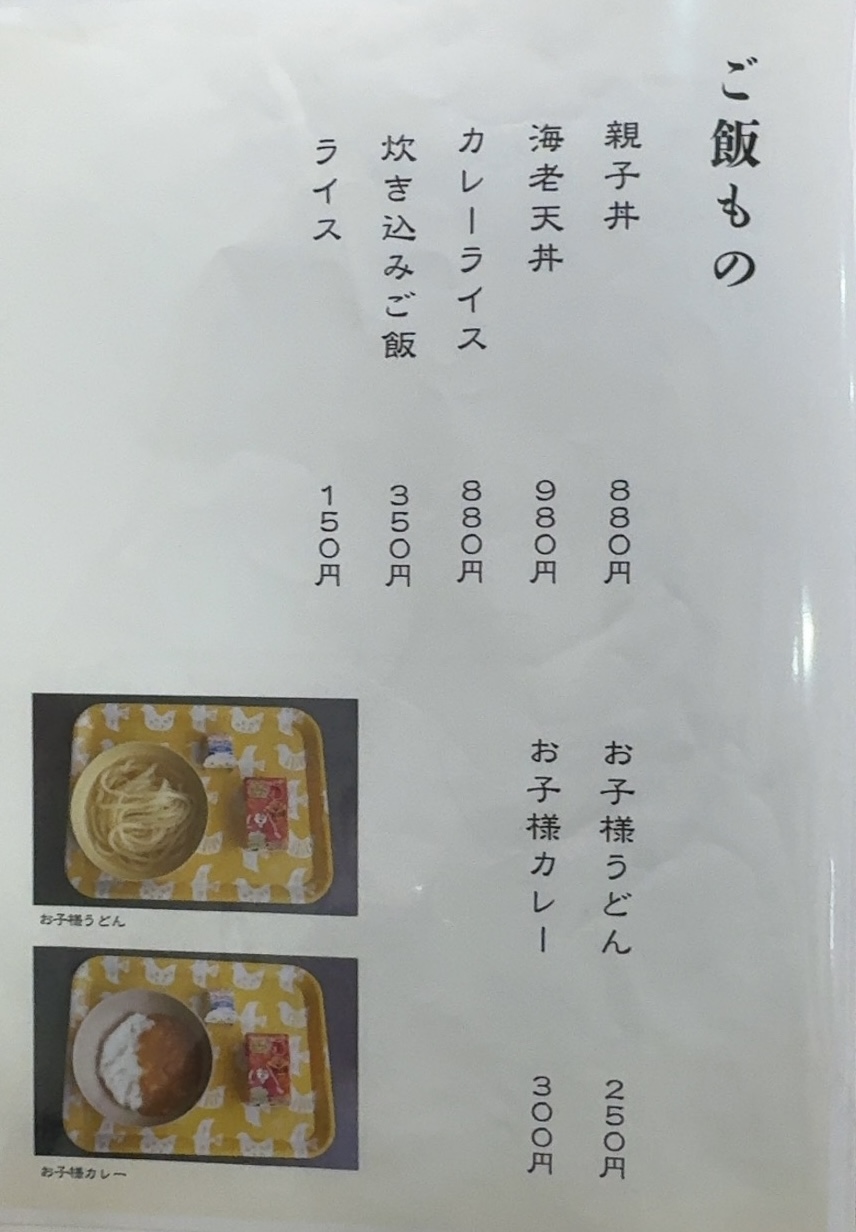 ご飯もの
親子丼 880円
海老天丼 980円
カレーライス 880円
炊き込みご飯 350円
ライス 150円
お子様うどん 250円
お子様カレー 300円
お子様うどん
お子様カレー